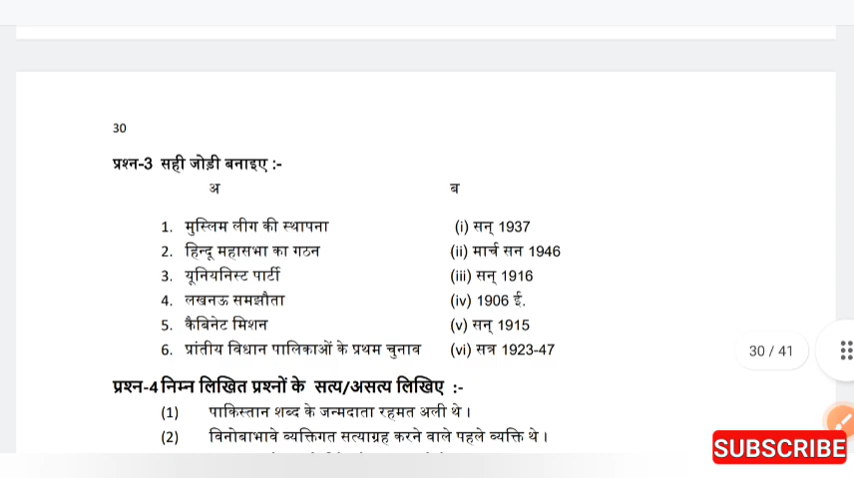 30
प्रश्न-3 सही जोड़ी बनाइए :-
अ ब
1. मुस्लिम लीग की स्थापना (i) सन् 1937
2. हिन्दू महासभा का गठन (ii) मार्च सन 1946
3. यूनियनिस्ट पार्टी (iii) सन् 1916
4. लखनऊ समझौता (iv) 1906 ई.
5. कैबिनेट मिशन (v) सन् 1915
6. प्रांतीय विधान पालिकाओं के प्रथम चुनाव (vi) सत्र 1923-47
30 / 41
प्रश्न-4 निम्न लिखित प्रश्नों के सत्य/असत्य लिखिए :-
(1) पाकिस्तान शब्द के जन्मदाता रहमत अली थे।
(2) विनोबाभावे व्यक्तिगत सत्याग्रह करने वाले पहले व्यक्ति थे।
SUBSCRIBE